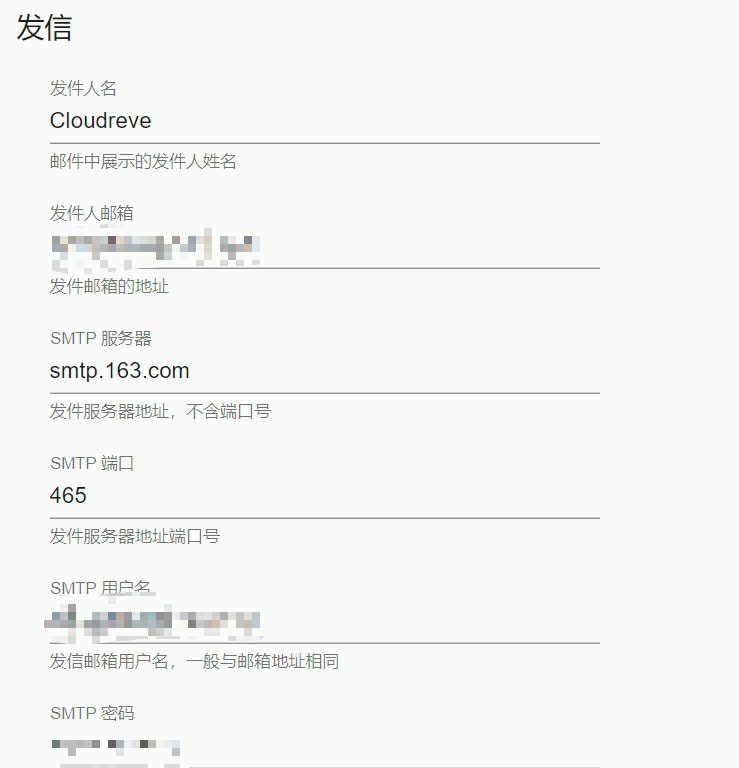 发信
发件人名
Cloudreve
邮件中展示的发件人姓名
发件人邮箱
发件邮箱的地址
SMTP 服务器
smtp.163.com
发件服务器地址，不含端口号
SMTP 端口
465
发件服务器地址端口号
SMTP 用户名
发信邮箱用户名，一般与邮箱地址相同
SMTP 密码